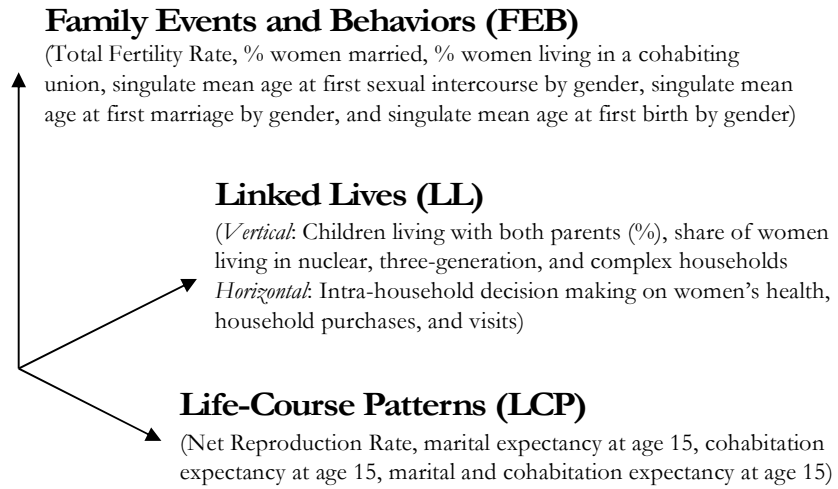 Family Events and Behaviors (FEB)
(Total Fertility Rate, % women married, % women living in a cohabiting
union, singulate mean age at first sexual intercourse by gender, singulate mean
age at first marriage by gender, and singulate mean age at first birth by gender)
Linked Lives (LL)
(Vertical: Children living with both parents (%), share of women
living in nuclear, three-generation, and complex households
Horizontal: Intra-household decision making on women's health,
household purchases, and visits)
Life-Course Patterns (LCP)
(Net Reproduction Rate, marital expectancy at age 15, cohabitation
expectancy at age 15, marital and cohabitation expectancy at age 15)